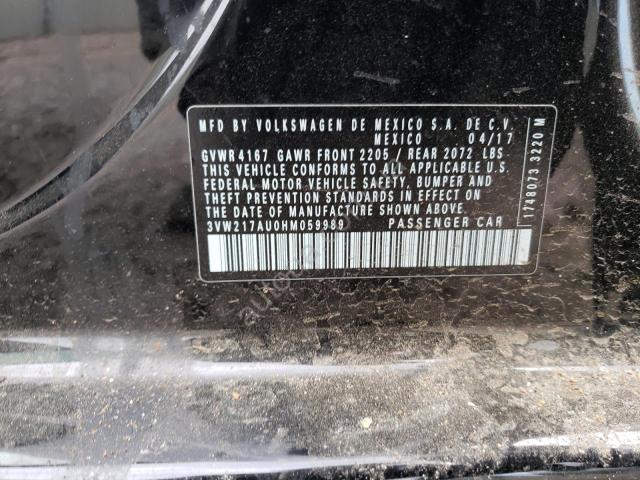 MFD BY VOLKSWAGEN DE MEXICO S.A. DE C.V.
MEXICO 04/17
GVWR 4167 GAWR FRONT 2205 / REAR 2072 LBS
THIS VEHICLE CONFORMS TO ALL APPLICABLE U.S.
FEDERAL MOTOR VEHICLE SAFETY, BUMPER AND
THEFT PREVENTION STANDARDS IN EFFECT ON
THE DATE OF MANUFACTURE SHOWN ABOVE.
3VW217AU0HM059989 PASSENGER CAR
1748073 3220 M